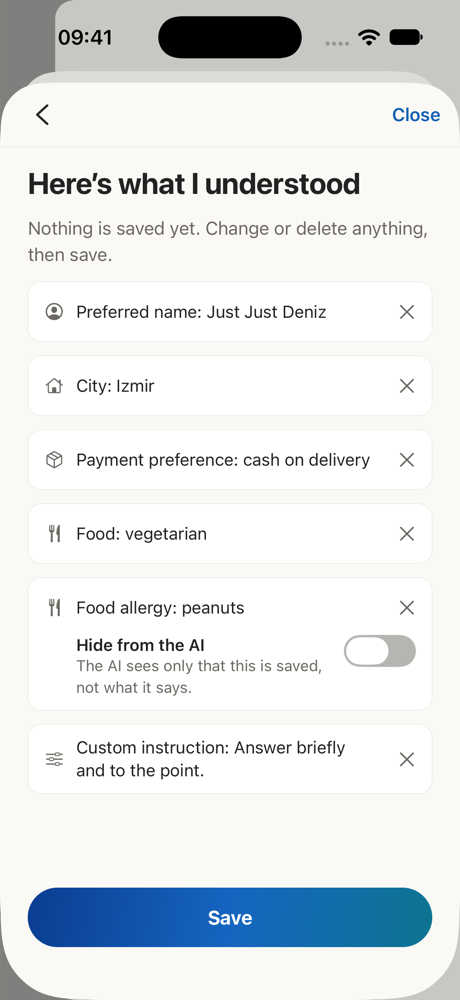 09:41
Close
Here’s what I understood
Nothing is saved yet. Change or delete anything,
then save.
Preferred name: Just Just Deniz
City: Izmir
Payment preference: cash on delivery
Food: vegetarian
Food allergy: peanuts
Hide from the AI
The AI sees only that this is saved,
not what it says.
Custom instruction: Answer briefly
and to the point.
Save